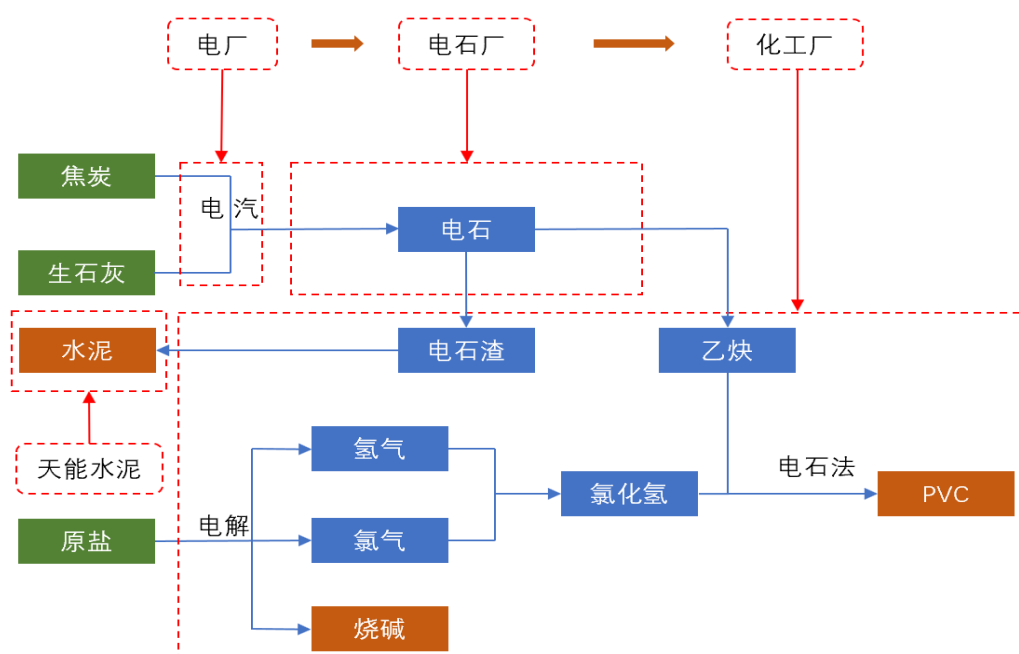 电厂
电石厂
化工厂
焦炭
电 汽
电石
生石灰
水泥
电石渣
乙炔
氢气
天能水泥
电石法
氯化氢
PVC
电解
氯气
原盐
烧碱